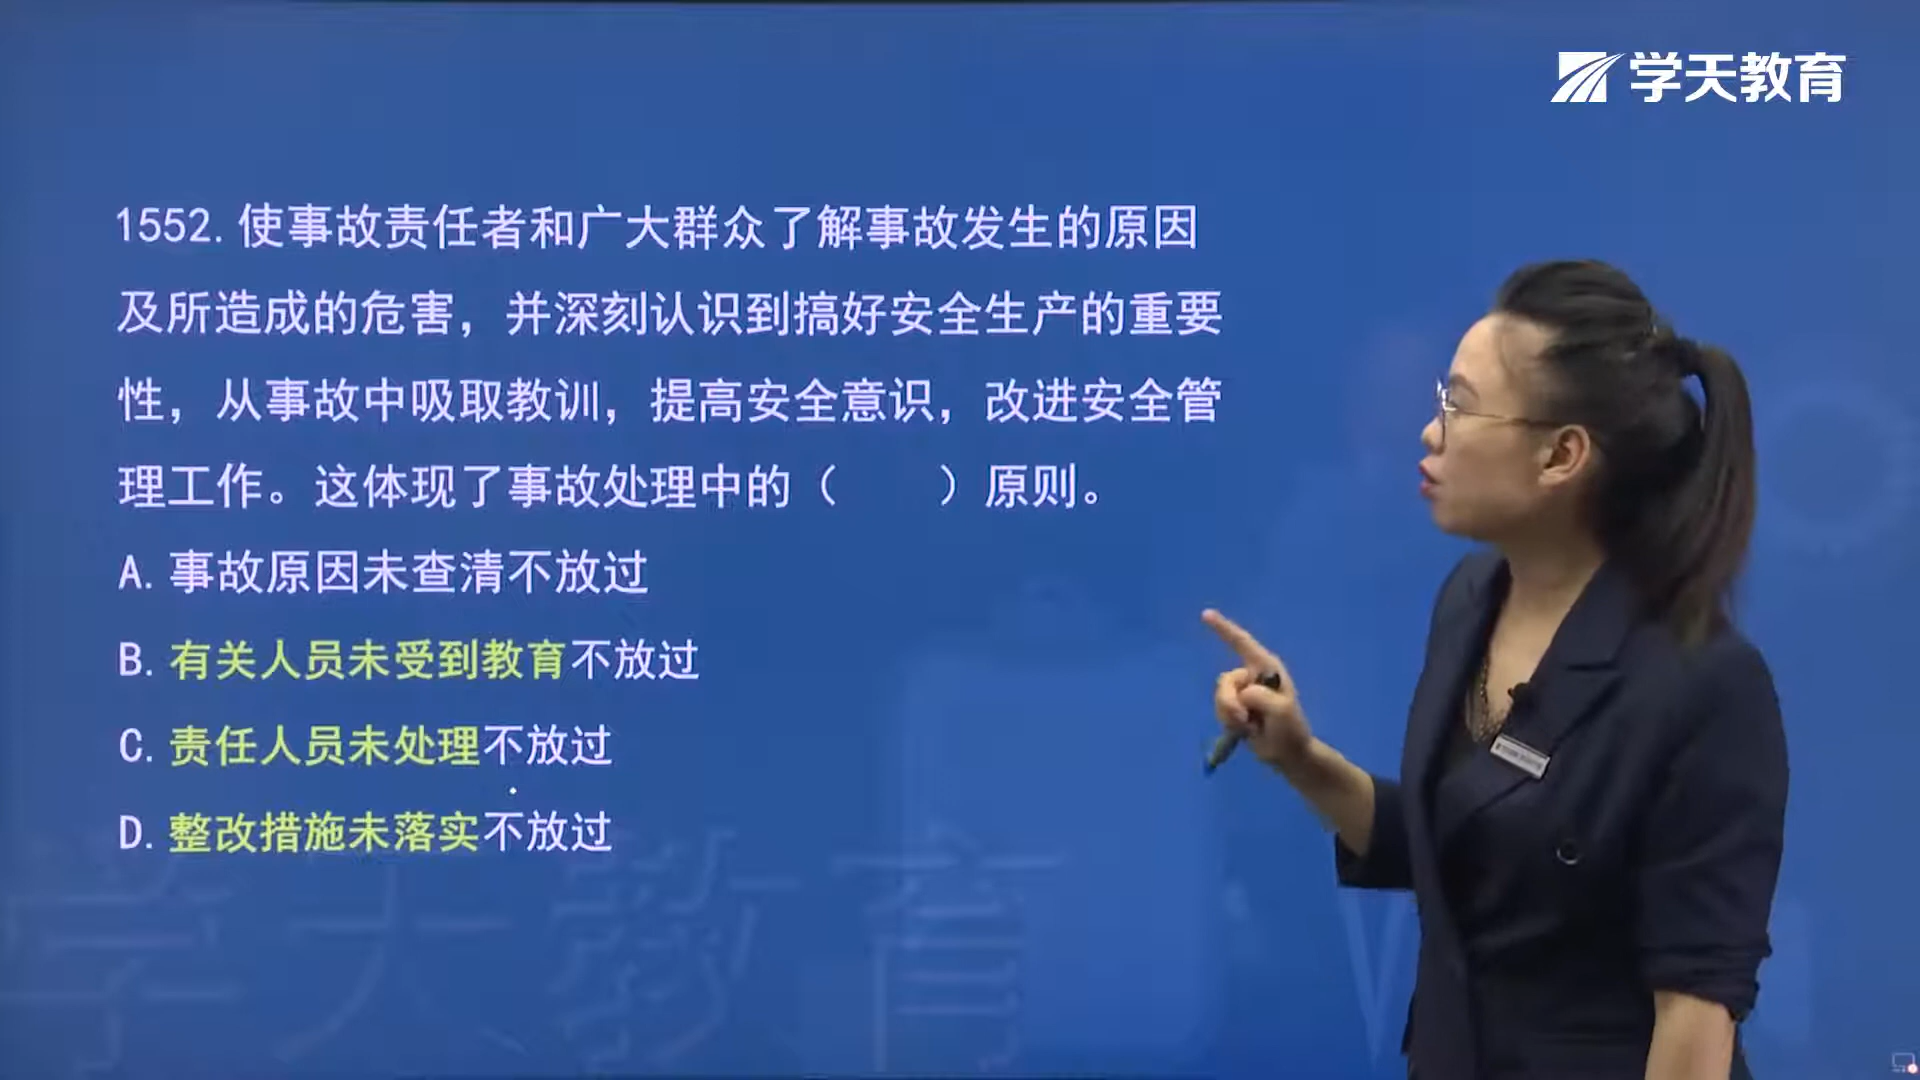 学天教育
1552.使事故责任者和广大群众了解事故发生的原因
及所造成的危害，并深刻认识到搞好安全生产的重要
性，从事故中吸取教训，提高安全意识，改进安全管
理工作。这体现了事故处理中的（　　）原则。
A.事故原因未查清不放过
B.有关人员未受到教育不放过
C.责任人员未处理不放过
D.整改措施未落实不放过
学天教育